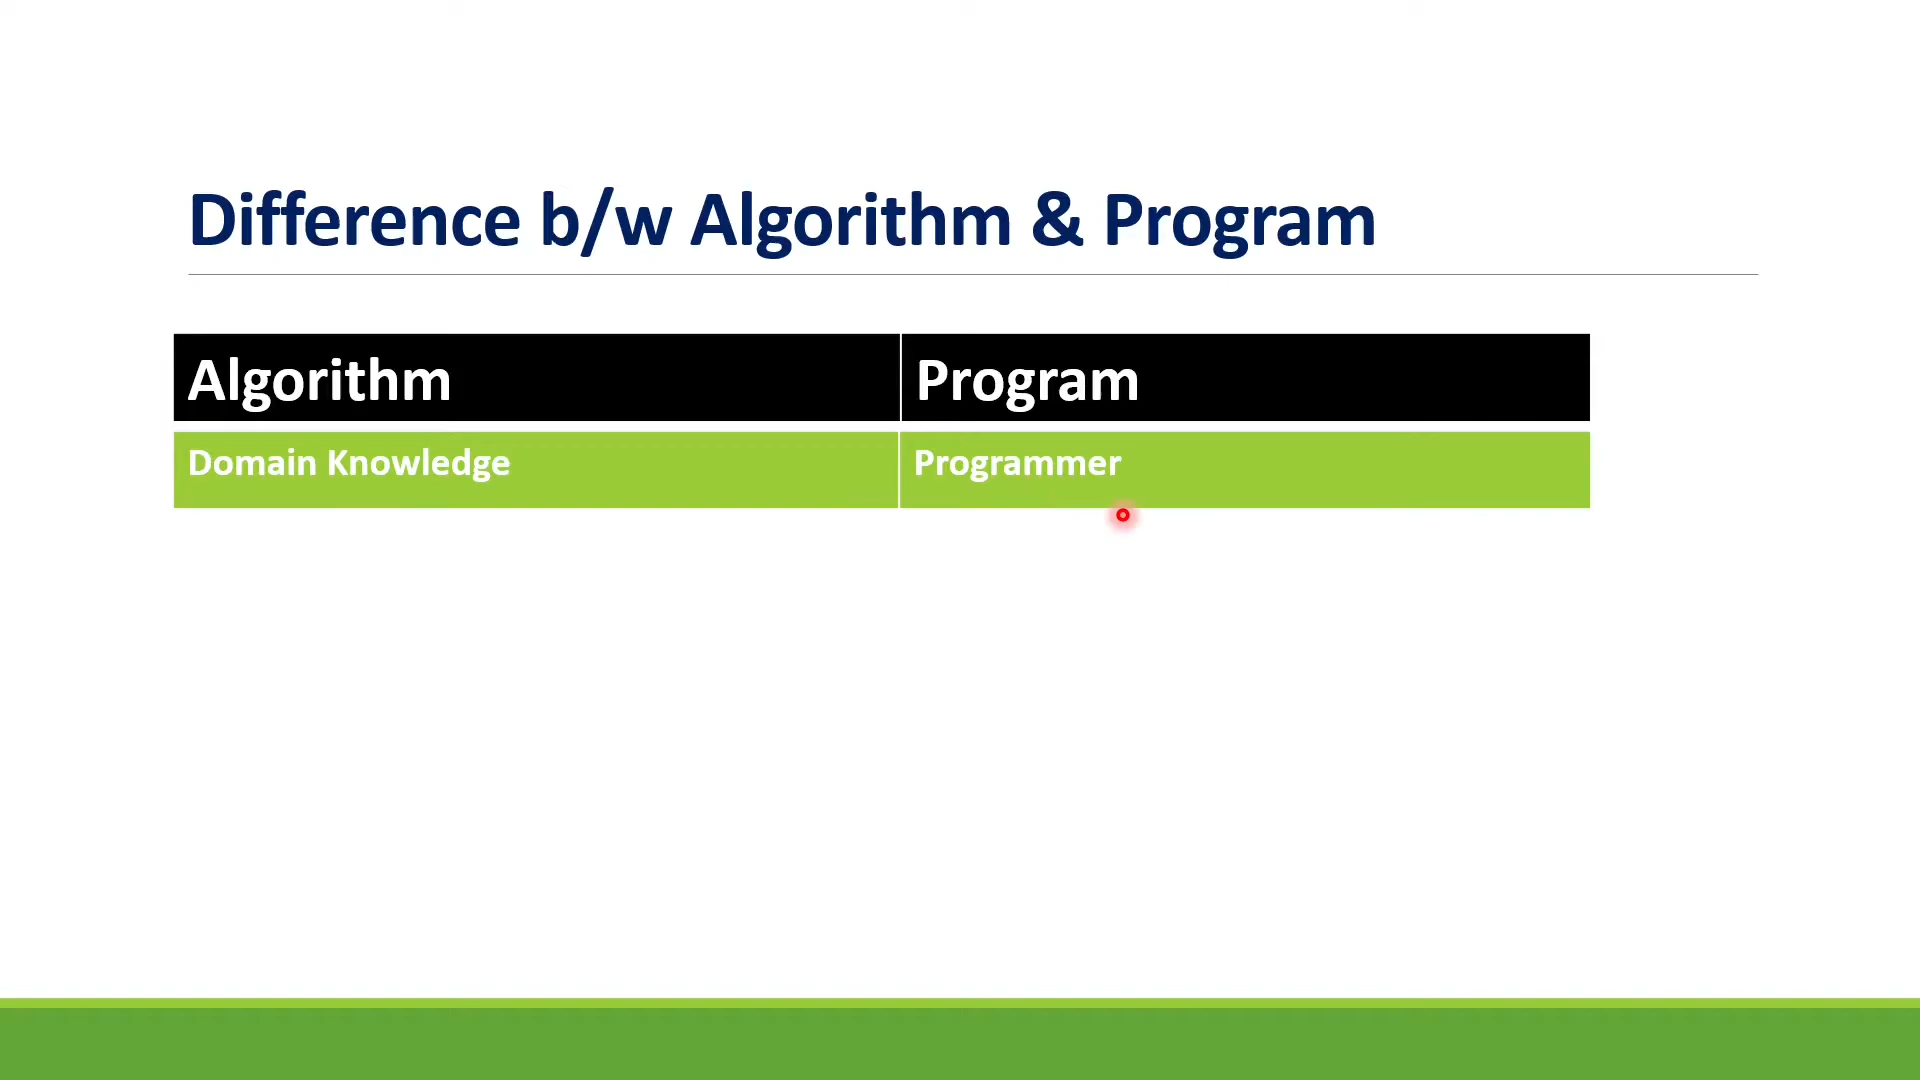 Difference b/w Algorithm & Program
Algorithm
Program
Domain Knowledge
Programmer